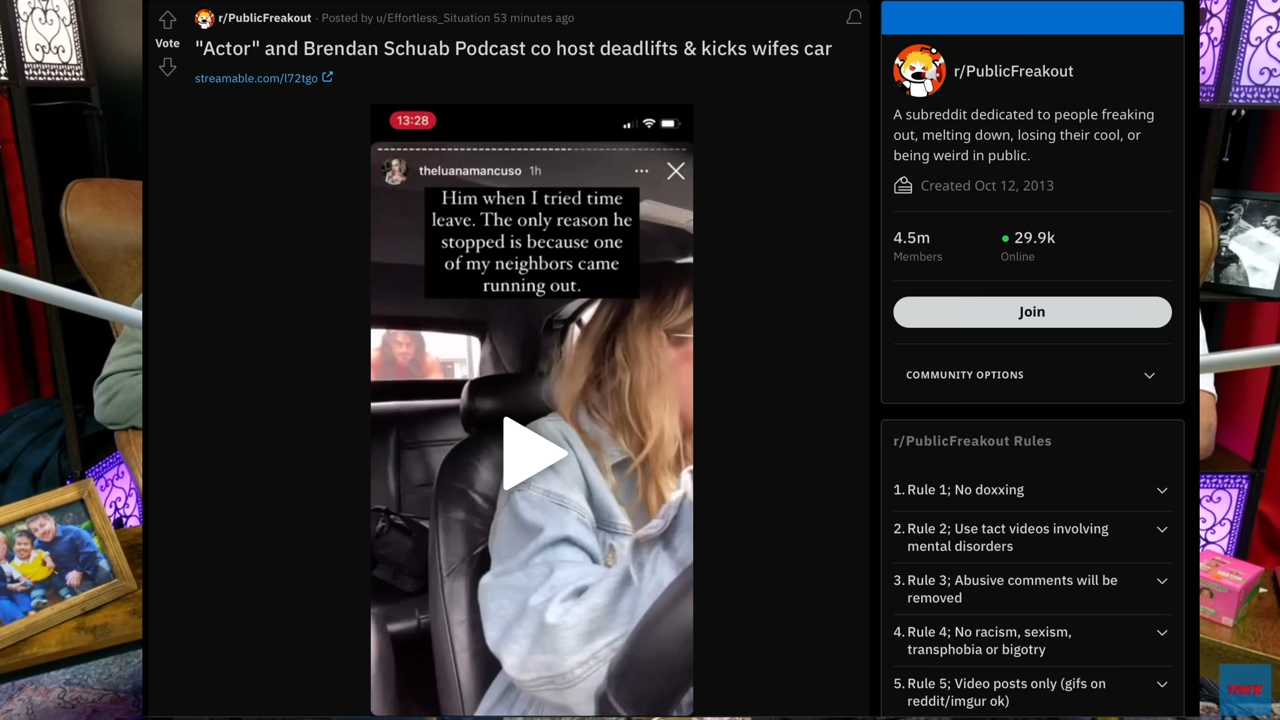 r/PublicFreakout · Posted by u/Effortless_Situation 53 minutes ago
Vote
"Actor" and Brendan Schuab Podcast co host deadlifts & kicks wifes car
streamable.com/l72tgo
13:28
theluanamancuso 1h
Him when I tried time
leave. The only reason he
stopped is because one
of my neighbors came
running out.
r/PublicFreakout
A subreddit dedicated to people freaking
out, melting down, losing their cool, or
being weird in public.
Created Oct 12, 2013
4.5m
Members
29.9k
Online
Join
COMMUNITY OPTIONS
r/PublicFreakout Rules
1. Rule 1; No doxxing
2. Rule 2; Use tact videos involving
mental disorders
3. Rule 3; Abusive comments will be
removed
4. Rule 4; No racism, sexism,
transphobia or bigotry
5. Rule 5; Video posts only (gifs on
reddit/imgur ok)